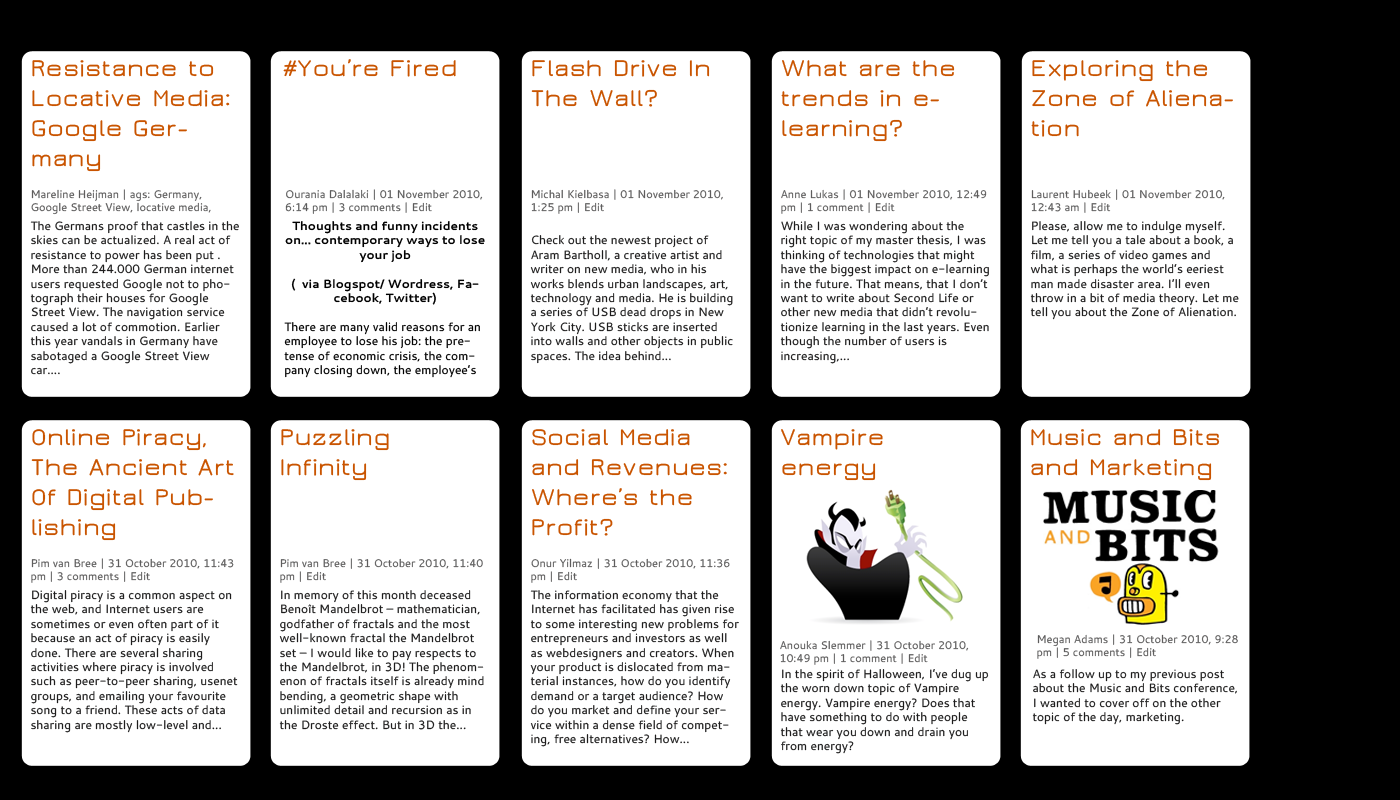 Resistance to
Locative Media:
Google Ger-
many
Mareline Heijman | ags: Germany,
Google Street View, locative media,
The Germans proof that castles in the
skies can be actualized. A real act of
resistance to power has been put .
More than 244.000 German internet
users requested Google not to pho-
tograph their houses for Google
Street View. The navigation service
caused a lot of commotion. Earlier
this year vandals in Germany have
sabotaged a Google Street View
car....
#You're Fired
Ourania Dalalaki | 01 November 2010,
6:14 pm | 3 comments | Edit
Thoughts and funny incidents
on... contemporary ways to lose
your job
( via Blogspot/ Wordress, Fa-
cebook, Twitter)
There are many valid reasons for an
employee to lose his job: the pre-
tense of economic crisis, the com-
pany closing down, the employee's
Flash Drive In
The Wall?
Michal Kielbasa | 01 November 2010,
1:25 pm | Edit
Check out the newest project of
Aram Bartholl, a creative artist and
writer on new media, who in his
works blends urban landscapes, art,
technology and media. He is building
a series of USB dead drops in New
York City. USB sticks are inserted
into walls and other objects in public
spaces. The idea behind...
What are the
trends in e-
learning?
Anne Lukas | 01 November 2010, 12:49
pm | 1 comment | Edit
While I was wondering about the
right topic of my master thesis, I was
thinking of technologies that might
have the biggest impact on e-learning
in the future. That means, that I don't
want to write about Second Life or
other new media that didn't revolu-
tionize learning in the last years. Even
though the number of users is
increasing,...
Exploring the
Zone of Aliena-
tion
Laurent Hubeek | 01 November 2010,
12:43 am | Edit
Please, allow me to indulge myself.
Let me tell you a tale about a book, a
film, a series of video games and
what is perhaps the world's eeriest
man made disaster area. I'll even
throw in a bit of media theory. Let me
tell you about the Zone of Alienation.
Online Piracy,
The Ancient Art
Of Digital Pub-
lishing
Pim van Bree | 31 October 2010, 11:43
pm | 3 comments | Edit
Digital piracy is a common aspect on
the web, and Internet users are
sometimes or even often part of it
because an act of piracy is easily
done. There are several sharing
activities where piracy is involved
such as peer-to-peer sharing, usenet
groups, and emailing your favourite
song to a friend. These acts of data
sharing are mostly low-level and...
Puzzling
Infinity
Pim van Bree | 31 October 2010, 11:40
pm | Edit
In memory of this month deceased
Benoît Mandelbrot – mathematician,
godfather of fractals and the most
well-known fractal the Mandelbrot
set – I would like to pay respects to
the Mandelbrot, in 3D! The phenom-
enon of fractals itself is already mind
bending, a geometric shape with
unlimited detail and recursion as in
the Droste effect. But in 3D the...
Social Media
and Revenues:
Where's the
Profit?
Onur Yilmaz | 31 October 2010, 11:36
pm | Edit
The information economy that the
Internet has facilitated has given rise
to some interesting new problems for
entrepreneurs and investors as well
as webdesigners and creators. When
your product is dislocated from ma-
terial instances, how do you identify
demand or a target audience? How
do you market and define your ser-
vice within a dense field of compet-
ing, free alternatives? How...
Vampire
energy
Anouka Slemmer | 31 October 2010,
10:49 pm | 1 comment | Edit
In the spirit of Halloween, I've dug up
the worn down topic of Vampire
energy. Vampire energy? Does that
have something to do with people
that wear you down and drain you
from energy?
Music and Bits
and Marketing
MUSIC
AND BITS
Megan Adams | 31 October 2010, 9:28
pm | 5 comments | Edit
As a follow up to my previous post
about the Music and Bits conference,
I wanted to cover off on the other
topic of the day, marketing.